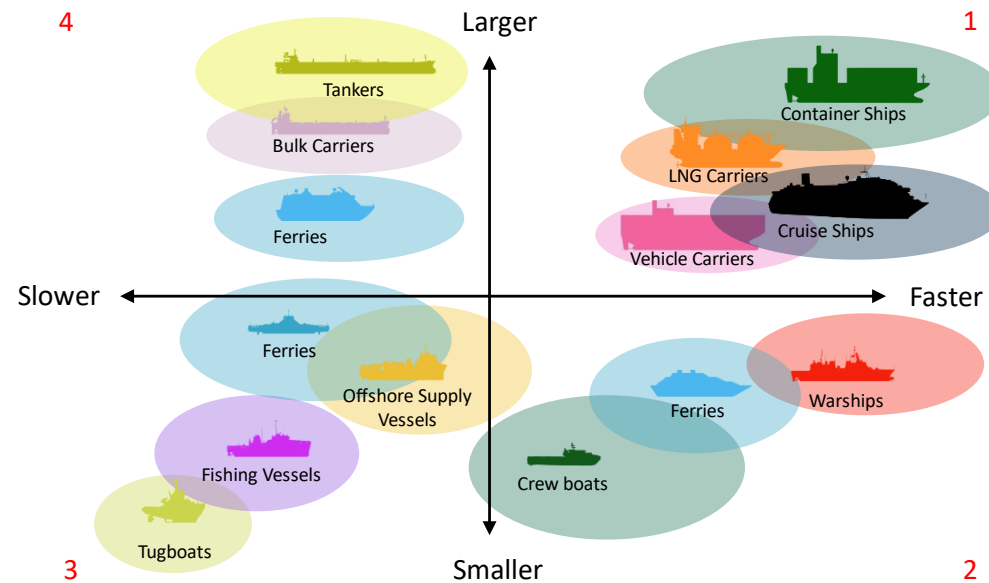 4
Larger
1
Tankers
Container Ships
Bulk Carriers
LNG Carriers
Ferries
Cruise Ships
Vehicle Carriers
Slower
Faster
Ferries
Offshore Supply
Vessels
Ferries
Warships
Fishing Vessels
Crew boats
Tugboats
3
Smaller
2